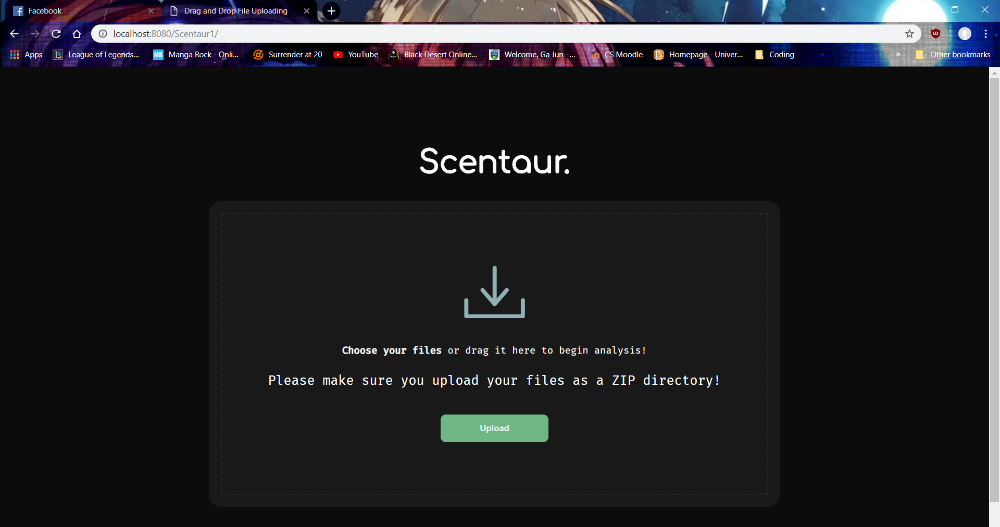 Facebook
Drag and Drop File Uploading
localhost:8080/Scentaur1/
Apps
League of Legends...
MR
Manga Rock - Onli...
Surrender at 20
YouTube
Black Desert Online...
Welcome, Ga Jun –...
CS Moodle
Homepage - Univer...
Coding
»
Other bookmarks
Scentaur.
Choose your files or drag it here to begin analysis!
Please make sure you upload your files as a ZIP directory!
Upload